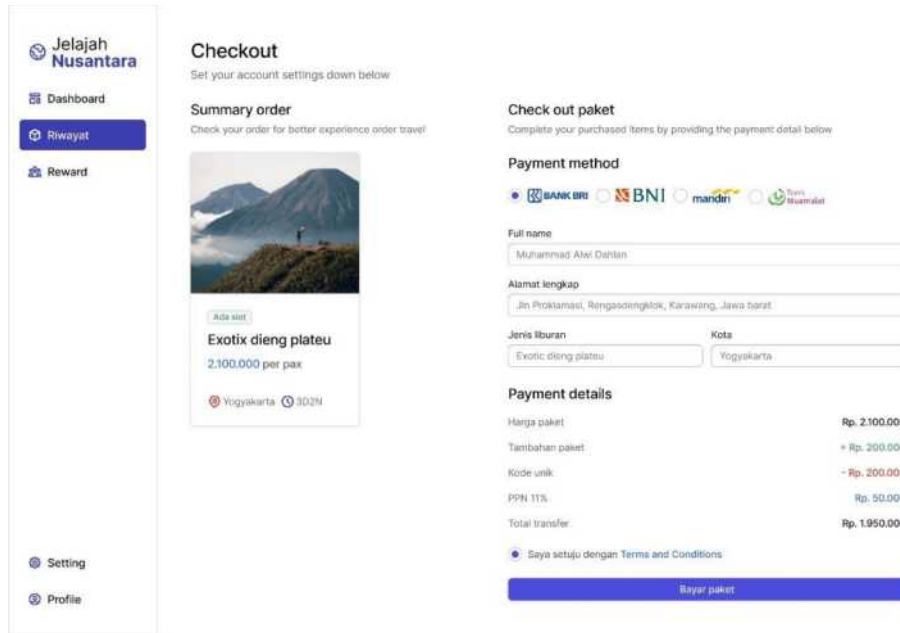 Jelajah
Nusantara
Dashboard
Riwayat
Reward
Setting
Profile
Checkout
Set your account settings down below
Summary order
Check your order for better experience order travel
Ada slot
Exotix dieng plateu
2.100.000 per pax
Yogyakarta 3D2N
Check out paket
Complete your purchased items by providing the payment detail below
Payment method
BANK BRI BNI mandiri Bank Muamalat
Full name
Muhammad Alwi Dahlan
Alamat lengkap
Jln Proklamasi, Rengasdengklok, Karawang, Jawa barat
Jenis liburan Kota
Exotic dieng plateu Yogyakarta
Payment details
Harga paket Rp. 2.100.00
Tambahan paket + Rp. 200.00
Kode unik - Rp. 200.00
PPN 11% Rp. 50.00
Total transfer Rp. 1.950.00
Saya setuju dengan Terms and Conditions
Bayar paket